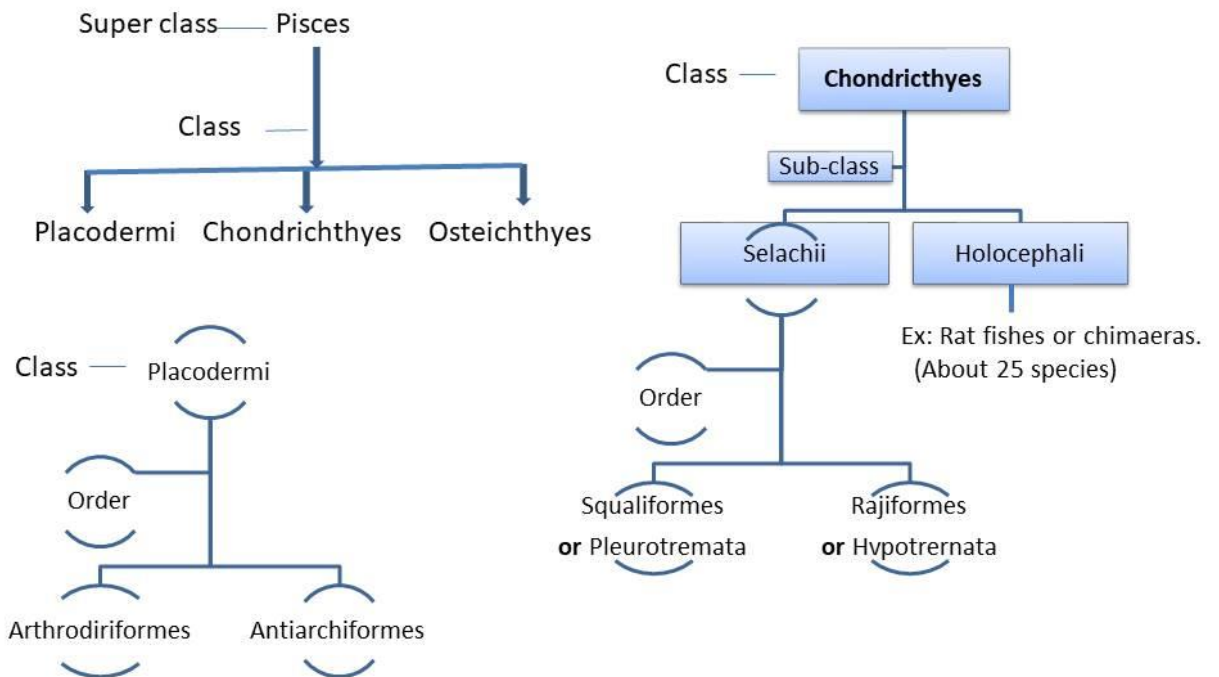 Super class Pisces
Class
Placodermi Chondrichthyes Osteichthyes
Class
Placodermi
Order
Arthrodiriformes Antiarchiformes
Class
Chondricthyes
Sub-class
Selachii Holocephali
Ex: Rat fishes or chimaeras.
(About 25 species)
Order
Squaliformes Rajiformes
or Pleurotremata or Hvpotrernata